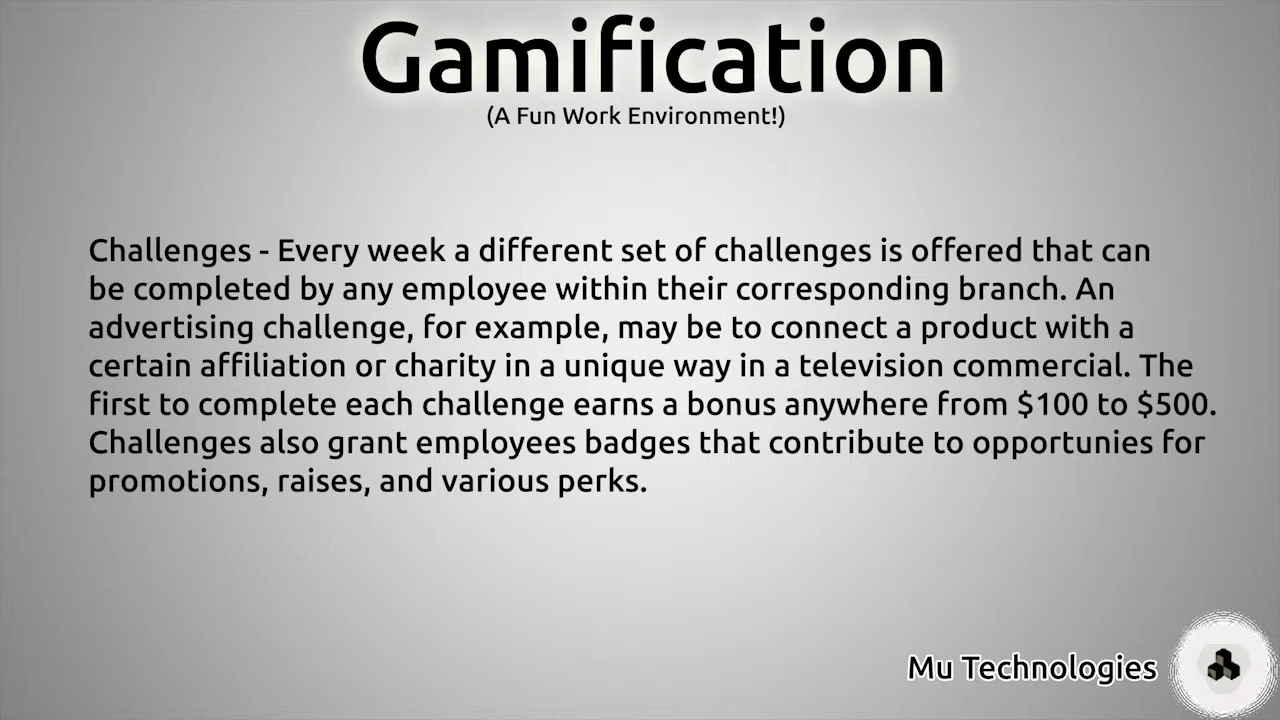 Gamification
(A Fun Work Environment!)
Challenges - Every week a different set of challenges is offered that can
be completed by any employee within their corresponding branch. An
advertising challenge, for example, may be to connect a product with a
certain affiliation or charity in a unique way in a television commercial. The
first to complete each challenge earns a bonus anywhere from $100 to $500.
Challenges also grant employees badges that contribute to opportunies for
promotions, raises, and various perks.
Mu Technologies